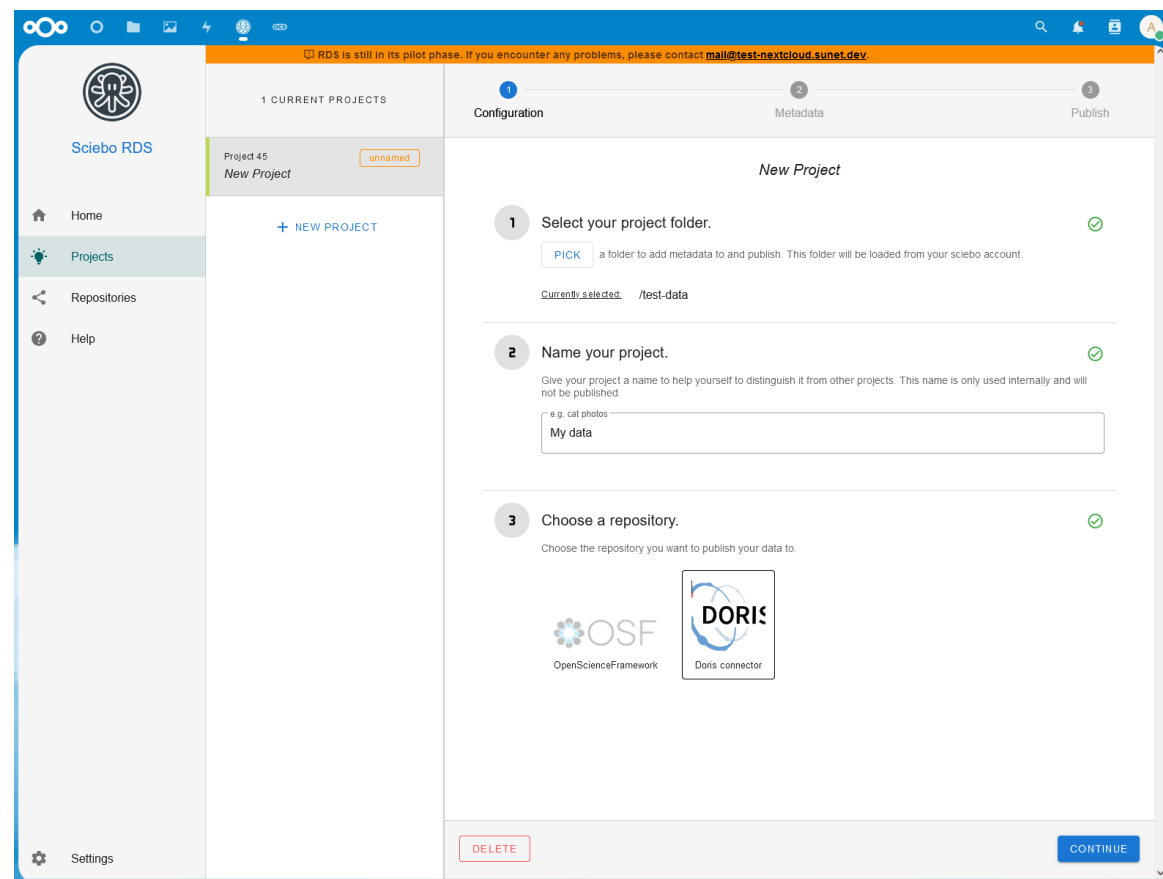 A
RDS is still in its pilot phase. If you encounter any problems, please contact mail@test-nextcloud.sunet.dev.
Sciebo RDS
Home
Projects
Repositories
Help
Settings
1 CURRENT PROJECTS
Project 45
unnamed
New Project
+ NEW PROJECT
1
Configuration
2
Metadata
3
Publish
New Project
1
Select your project folder.
PICK
a folder to add metadata to and publish. This folder will be loaded from your sciebo account.
Currently selected: /test-data
2
Name your project.
Give your project a name to help yourself to distinguish it from other projects. This name is only used internally and will
not be published.
e.g. cat photos
My data
3
Choose a repository.
Choose the repository you want to publish your data to.
OSF
OpenScienceFramework
DORIS
Doris connector
DELETE
CONTINUE